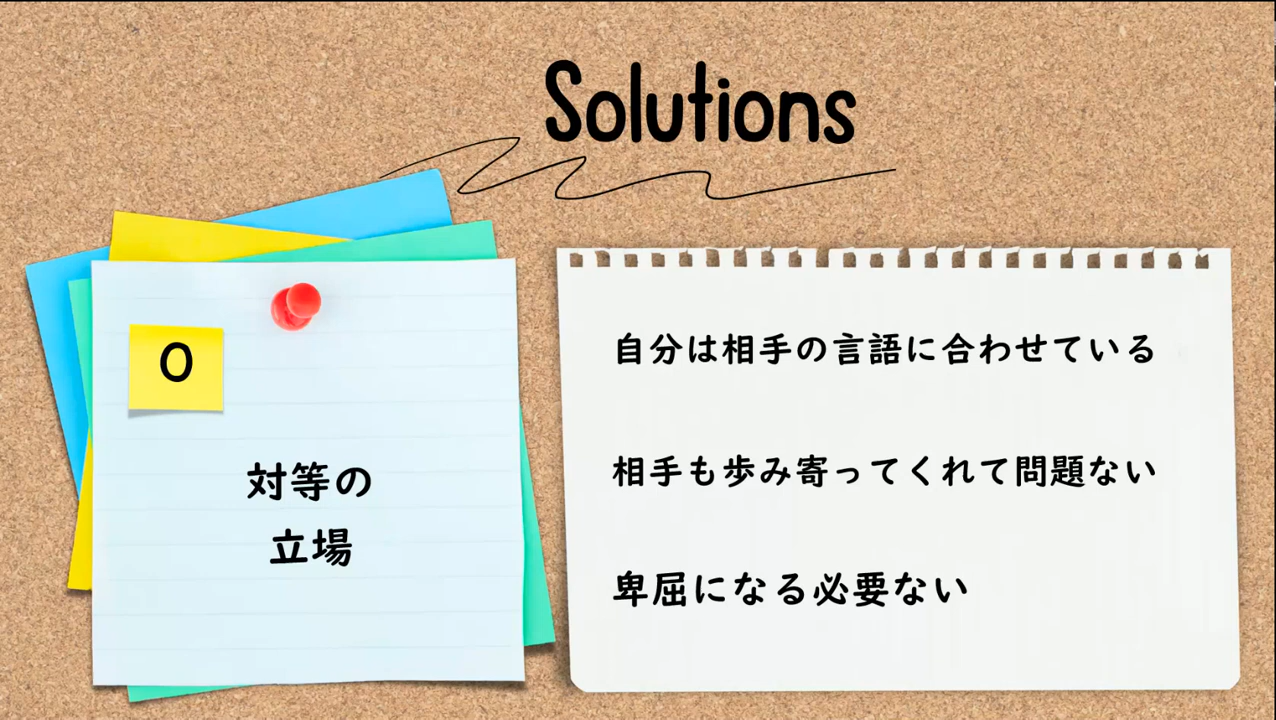 Solutions
0
対等の
立場
自分は相手の言語に合わせている
相手も歩み寄ってくれて問題ない
卑屈になる必要ない